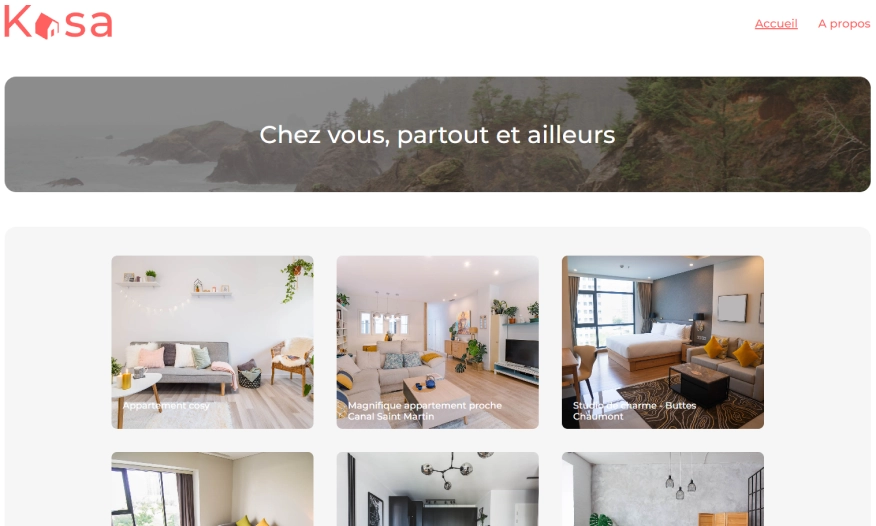 Kasa
Accueil
A propos
Chez vous, partout et ailleurs
Appartement cosy
Magnifique appartement proche
Canal Saint Martin
Studio de charme - Buttes
Chaumont